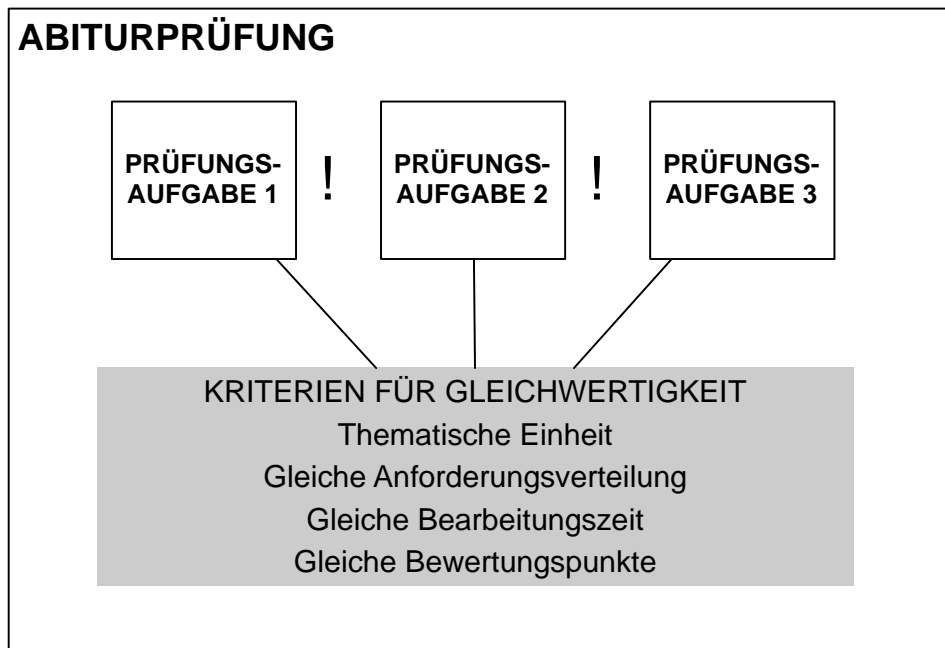 ABITURPRÜFUNG
PRÜFUNGS-
AUFGABE 1
!
PRÜFUNGS-
AUFGABE 2
!
PRÜFUNGS-
AUFGABE 3
KRITERIEN FÜR GLEICHWERTIGKEIT
Thematische Einheit
Gleiche Anforderungsverteilung
Gleiche Bearbeitungszeit
Gleiche Bewertungspunkte